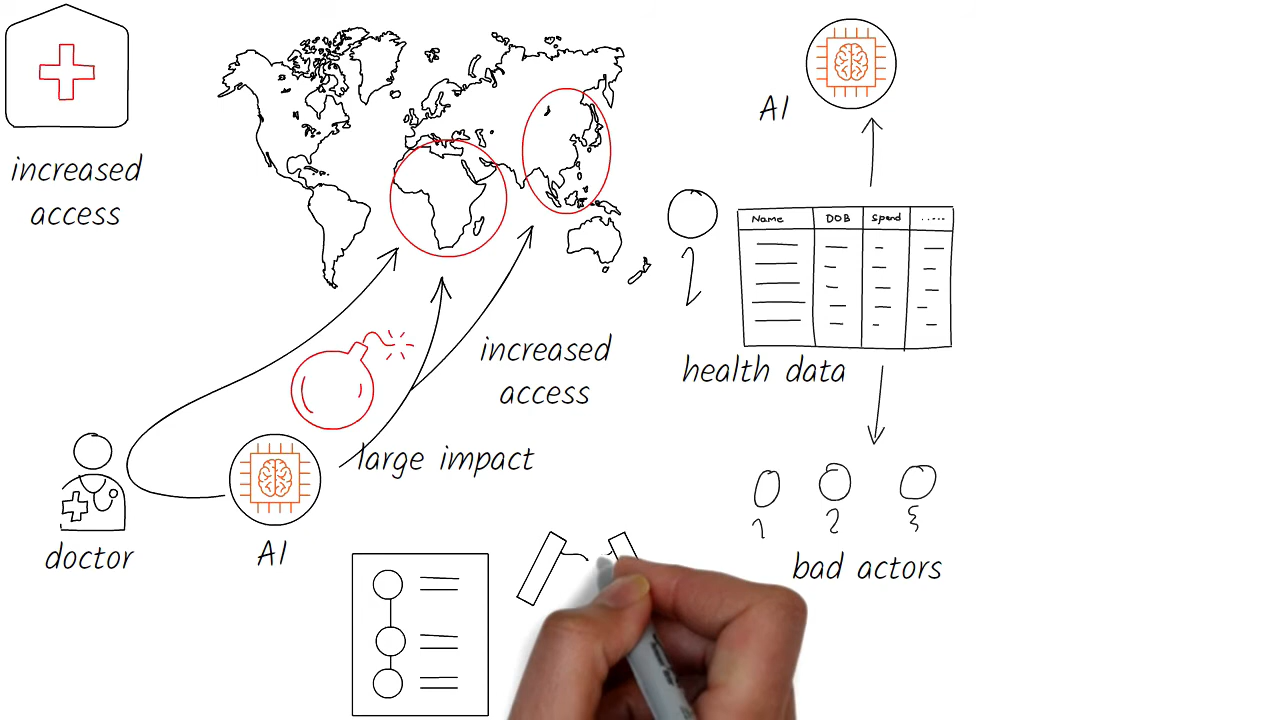 increased
access
AI
Name DOB Spend .....
health data
increased
access
large impact
doctor
AI
bad actors